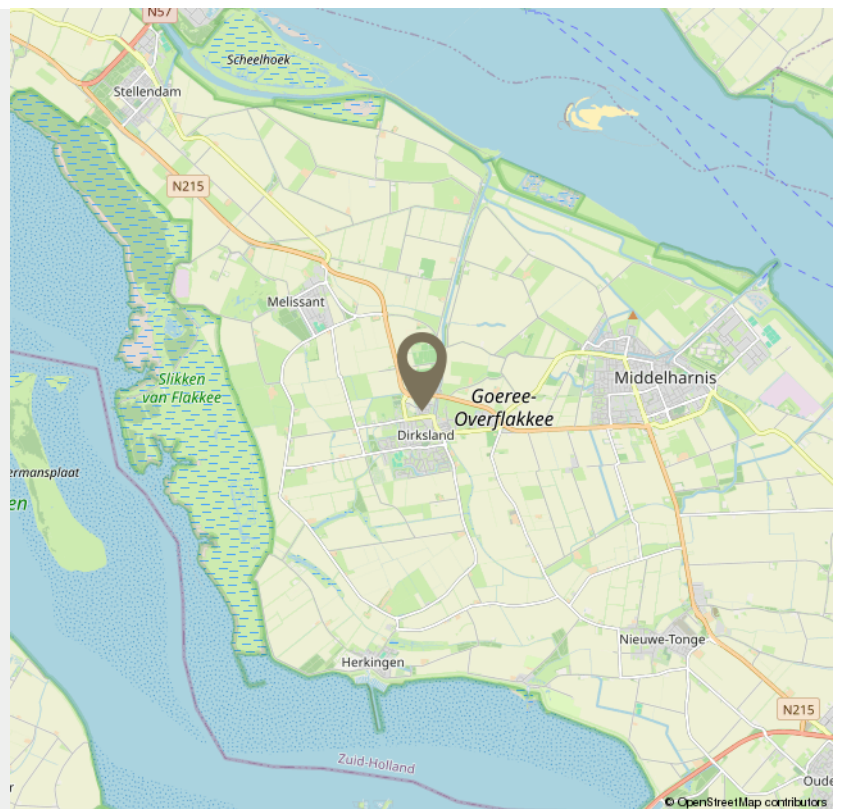 N57
Scheelhoek
Stellendam
N215
Melissant
Slikken
van Flakkee
Middelharnis
Goeree-
Overflakkee
Dirksland
ermansplaat
en
Nieuwe-Tonge
Herkingen
N215
Zuid-Holland
Oude
r
© OpenStreetMap contributors